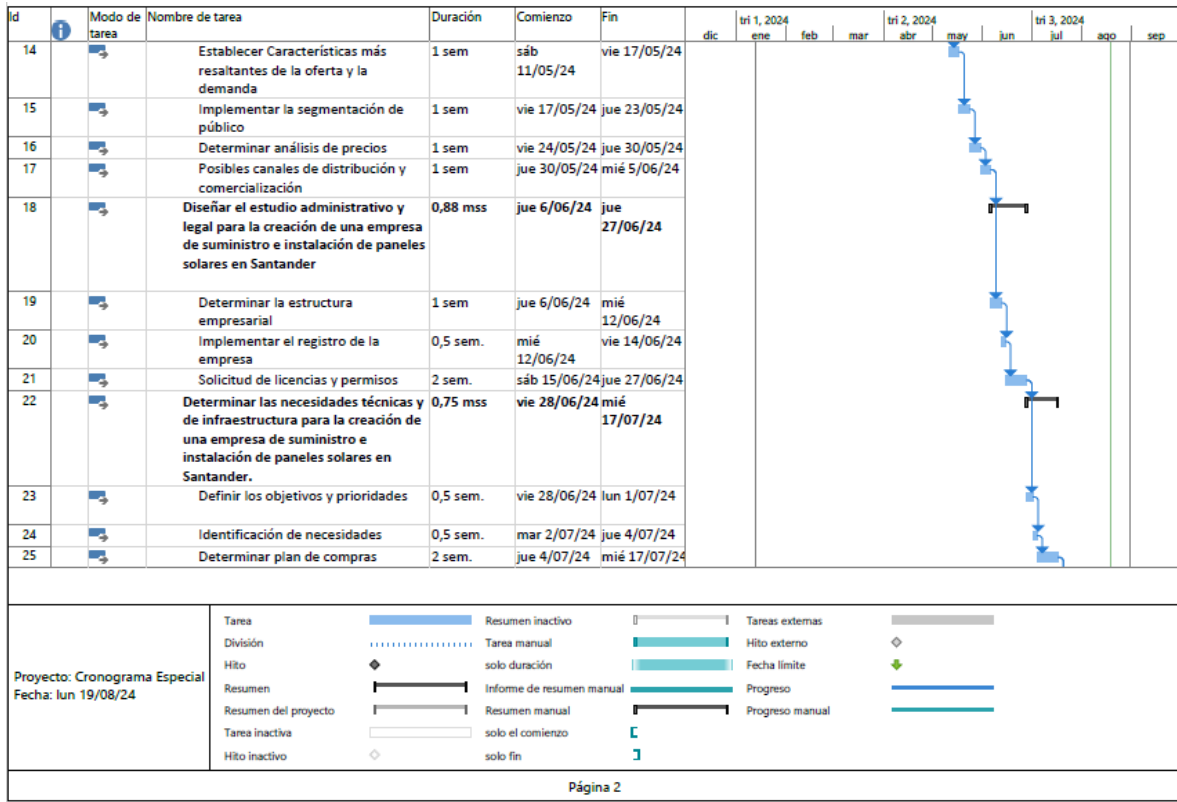 Id Modo de Nombre de tarea Duración Comienzo Fin tri 1, 2024 tri 2, 2024 tri 3, 2024
tarea dic ene feb mar abr may jun jul ago sep
14 Establecer Características más 1 sem sáb vie 17/05/24
resaltantes de la oferta y la 11/05/24
demanda
15 Implementar la segmentación de 1 sem vie 17/05/24 jue 23/05/24
público
16 Determinar análisis de precios 1 sem vie 24/05/24 jue 30/05/24
17 Posibles canales de distribución y 1 sem jue 30/05/24 mié 5/06/24
comercialización
18 Diseñar el estudio administrativo y 0,88 mss jue 6/06/24 jue
legal para la creación de una empresa 27/06/24
de suministro e instalación de paneles
solares en Santander
19 Determinar la estructura 1 sem jue 6/06/24 mié
empresarial 12/06/24
20 Implementar el registro de la 0,5 sem. mié vie 14/06/24
empresa 12/06/24
21 Solicitud de licencias y permisos 2 sem. sáb 15/06/24 jue 27/06/24
22 Determinar las necesidades técnicas y 0,75 mss vie 28/06/24 mié
de infraestructura para la creación de 17/07/24
una empresa de suministro e
instalación de paneles solares en
Santander.
23 Definir los objetivos y prioridades 0,5 sem. vie 28/06/24 lun 1/07/24
24 Identificación de necesidades 0,5 sem. mar 2/07/24 jue 4/07/24
25 Determinar plan de compras 2 sem. jue 4/07/24 mié 17/07/24
Proyecto: Cronograma Especial
Fecha: lun 19/08/24
Tarea Resumen inactivo Tareas externas
División Tarea manual Hito externo
Hito solo duración Fecha límite
Resumen Informe de resumen manual Progreso
Resumen del proyecto Resumen manual Progreso manual
Tarea inactiva solo el comienzo
Hito inactivo solo fin
Página 2